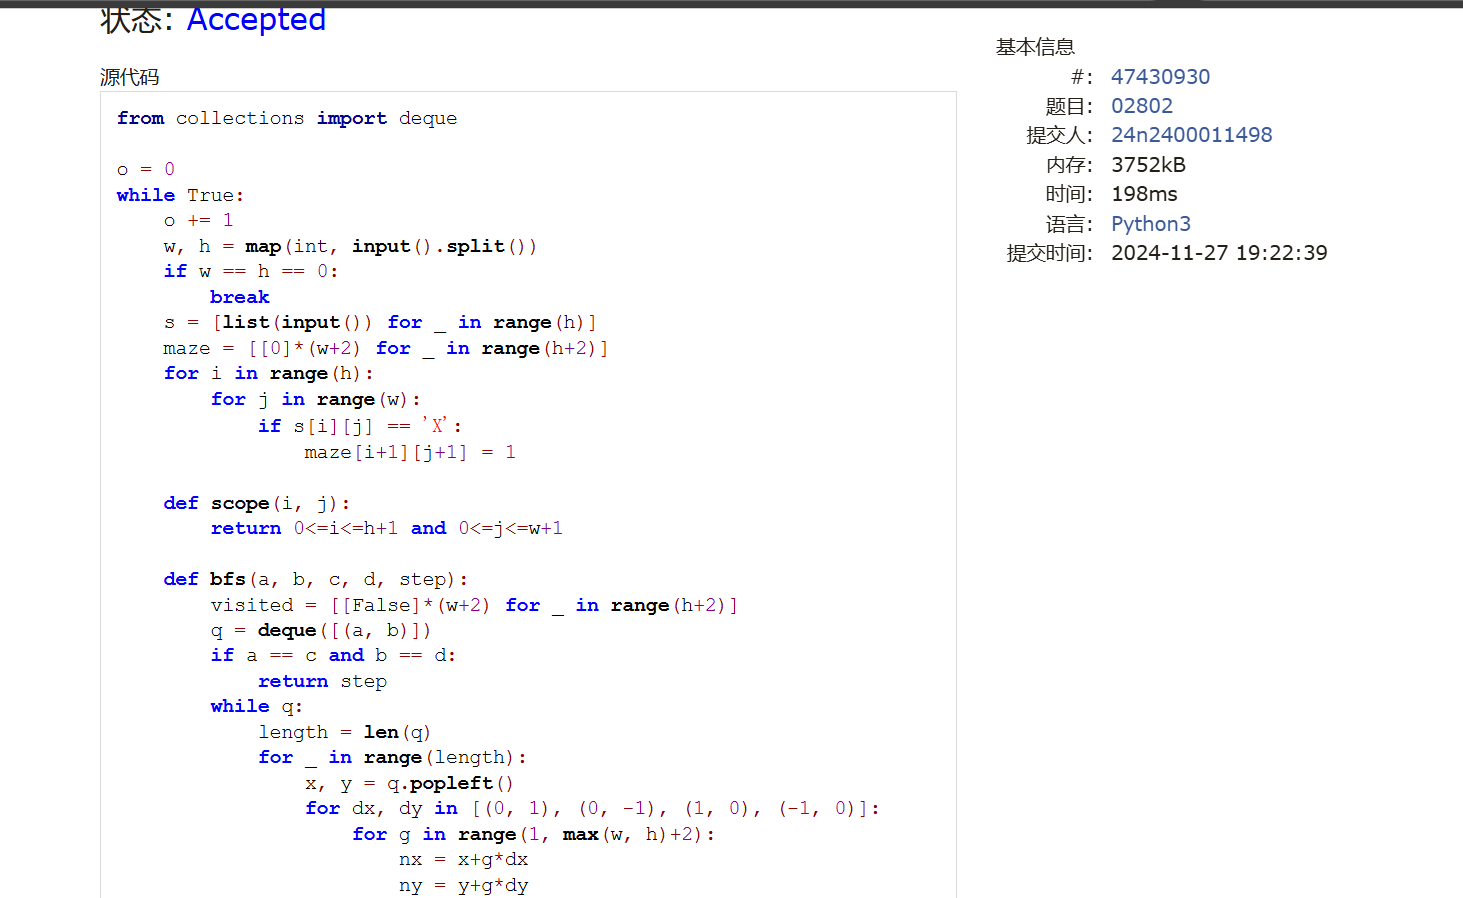 状态: Accepted
源代码
from collections import deque
o = 0
while True:
    o += 1
    w, h = map(int, input().split())
    if w == h == 0:
        break
    s = [list(input()) for _ in range(h)]
    maze = [[0]*(w+2) for _ in range(h+2)]
    for i in range(h):
        for j in range(w):
            if s[i][j] == 'X':
                maze[i+1][j+1] = 1
    def scope(i, j):
        return 0<=i<=h+1 and 0<=j<=w+1
    def bfs(a, b, c, d, step):
        visited = [[False]*(w+2) for _ in range(h+2)]
        q = deque([(a, b)])
        if a == c and b == d:
            return step
        while q:
            length = len(q)
            for _ in range(length):
                x, y = q.popleft()
                for dx, dy in [(0, 1), (0, -1), (1, 0), (-1, 0)]:
                    for g in range(1, max(w, h)+2):
                        nx = x+g*dx
                        ny = y+g*dy
基本信息
#: 47430930
题目: 02802
提交人: 24n2400011498
内存: 3752kB
时间: 198ms
语言: Python3
提交时间: 2024-11-27 19:22:39